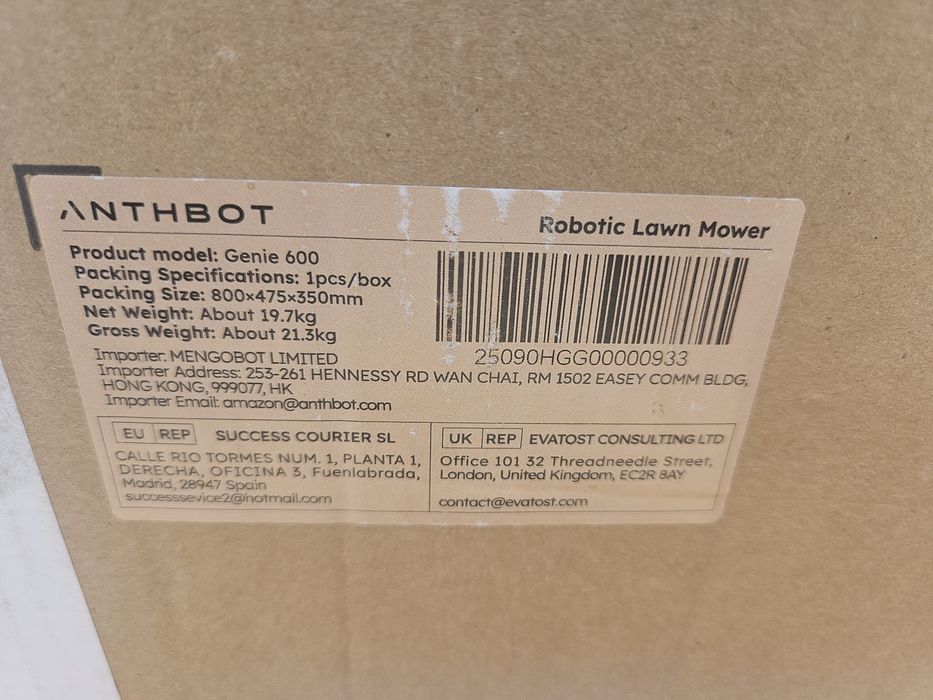 ANTHBOT
Robotic Lawn Mower
Product model: Genie 600
Packing Specifications: 1pcs/box
Packing Size: 800×475×350mm
Net Weight: About 19.7kg
Gross Weight: About 21.3kg
25090HGG00000933
Importer: MENGOBOT LIMITED
Importer Address: 253-261 HENNESSY RD WAN CHAI, RM 1502 EASEY COMM BLDG,
HONG KONG, 999077, HK
Importer Email: amazon@anthbot.com
EU REP SUCCESS COURIER SL
CALLE RIO TORMES NUM. 1, PLANTA 1,
DERECHA, OFICINA 3, Fuenlabrada,
Madrid, 28947 Spain
successsevice2@hotmail.com
UK REP EVATOST CONSULTING LTD
Office 101 32 Threadneedle Street,
London, United Kingdom, EC2R 8AY
contact@evatost.com